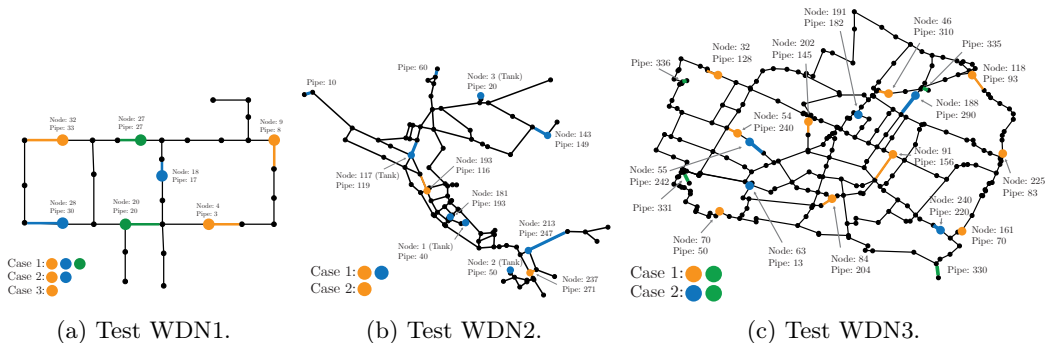 Node: 32
Pipe: 33
Node: 27
Pipe: 27
Node: 9
Pipe: 8
Node: 18
Pipe: 17
Node: 28
Pipe: 30
Node: 20
Pipe: 20
Node: 4
Pipe: 3
Case 1:
Case 2:
Case 3:
(a) Test WDN1.
Pipe: 60
Pipe: 10
Node: 3 (Tank)
Pipe: 20
Node: 143
Pipe: 149
Node: 117 (Tank)
Pipe: 119
Node: 193
Pipe: 116
Node: 181
Pipe: 193
Node: 213
Pipe: 247
Node: 1 (Tank)
Pipe: 40
Node: 2 (Tank)
Pipe: 50
Node: 237
Pipe: 271
Case 1:
Case 2:
(b) Test WDN2.
Node: 191
Pipe: 182
Node: 46
Pipe: 310
Node: 32
Pipe: 128
Node: 202
Pipe: 145
Pipe: 335
Node: 118
Pipe: 93
Pipe: 336
Node: 188
Pipe: 290
Node: 54
Pipe: 240
Node: 91
Pipe: 156
Node: 55
Pipe: 242
Node: 225
Pipe: 83
Pipe: 331
Node: 240
Pipe: 220
Node: 161
Pipe: 70
Node: 70
Pipe: 50
Node: 63
Pipe: 13
Node: 84
Pipe: 204
Pipe: 330
Case 1:
Case 2:
(c) Test WDN3.